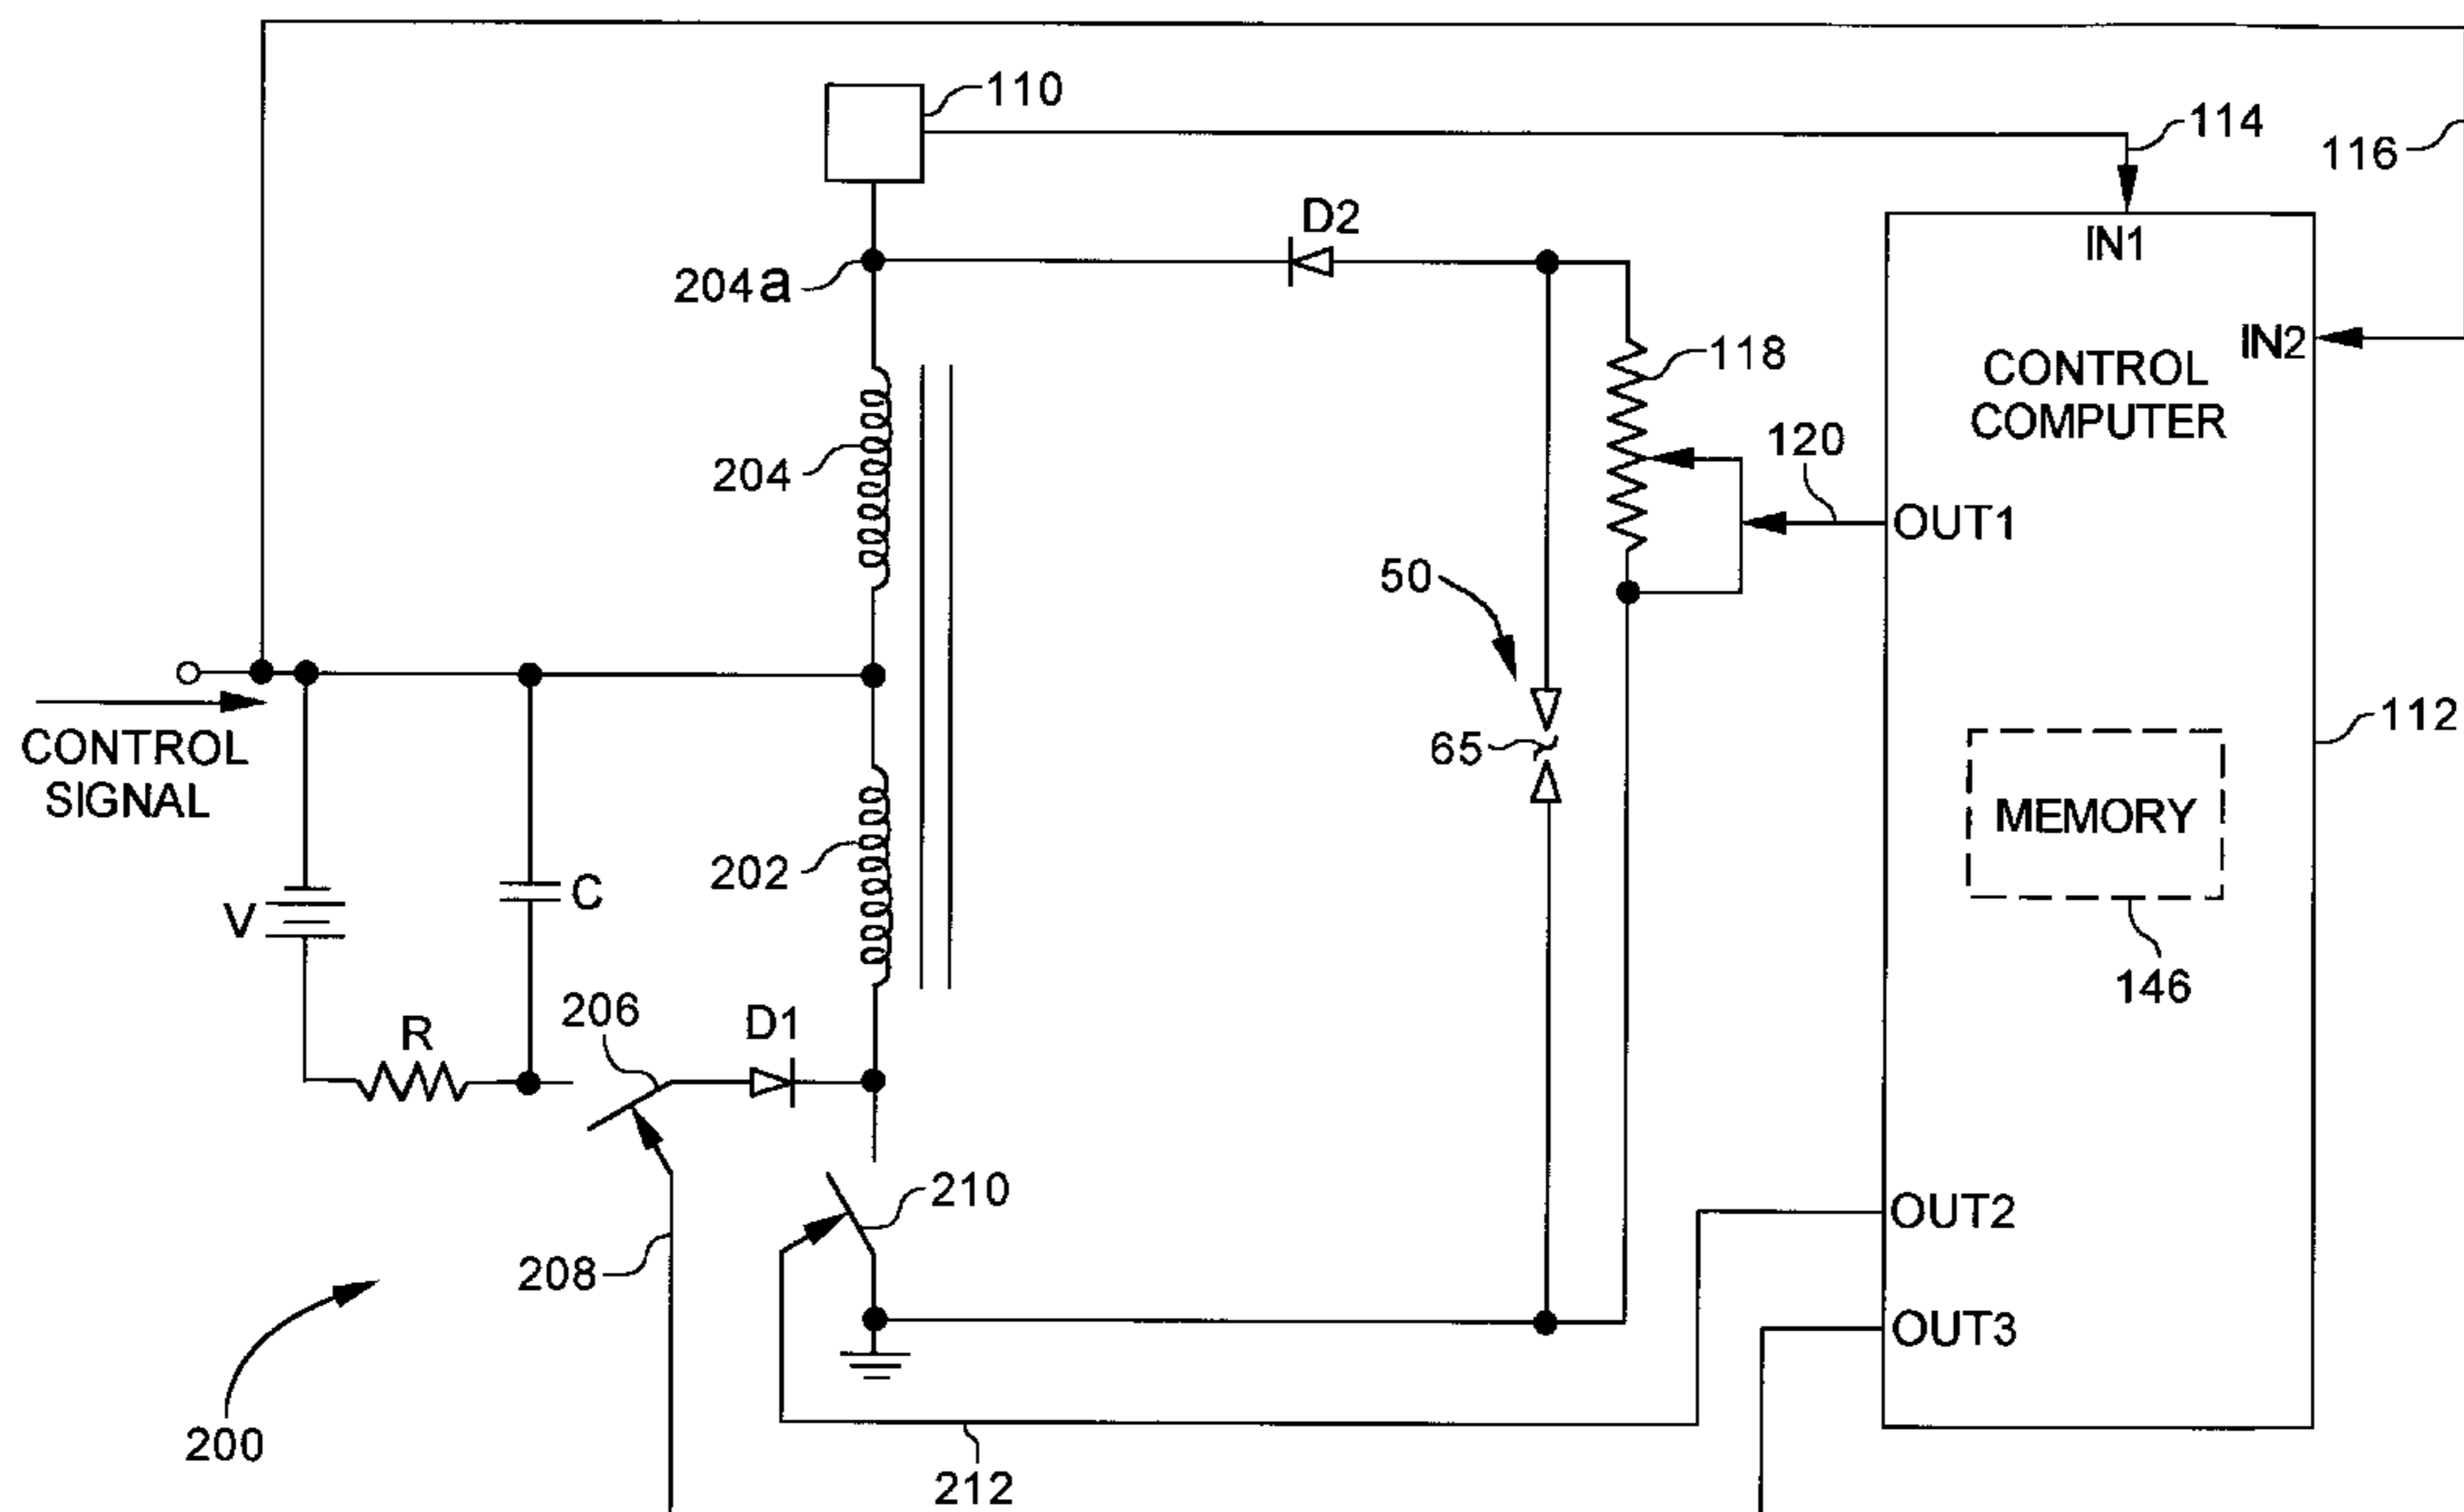 110
114
116
D2
204a
IN1
IN2
118
CONTROL
COMPUTER
120
204
OUT1
50
CONTROL
SIGNAL
65
112
MEMORY
202
V
C
146
206
D1
R
210
OUT2
208
OUT3
200
212